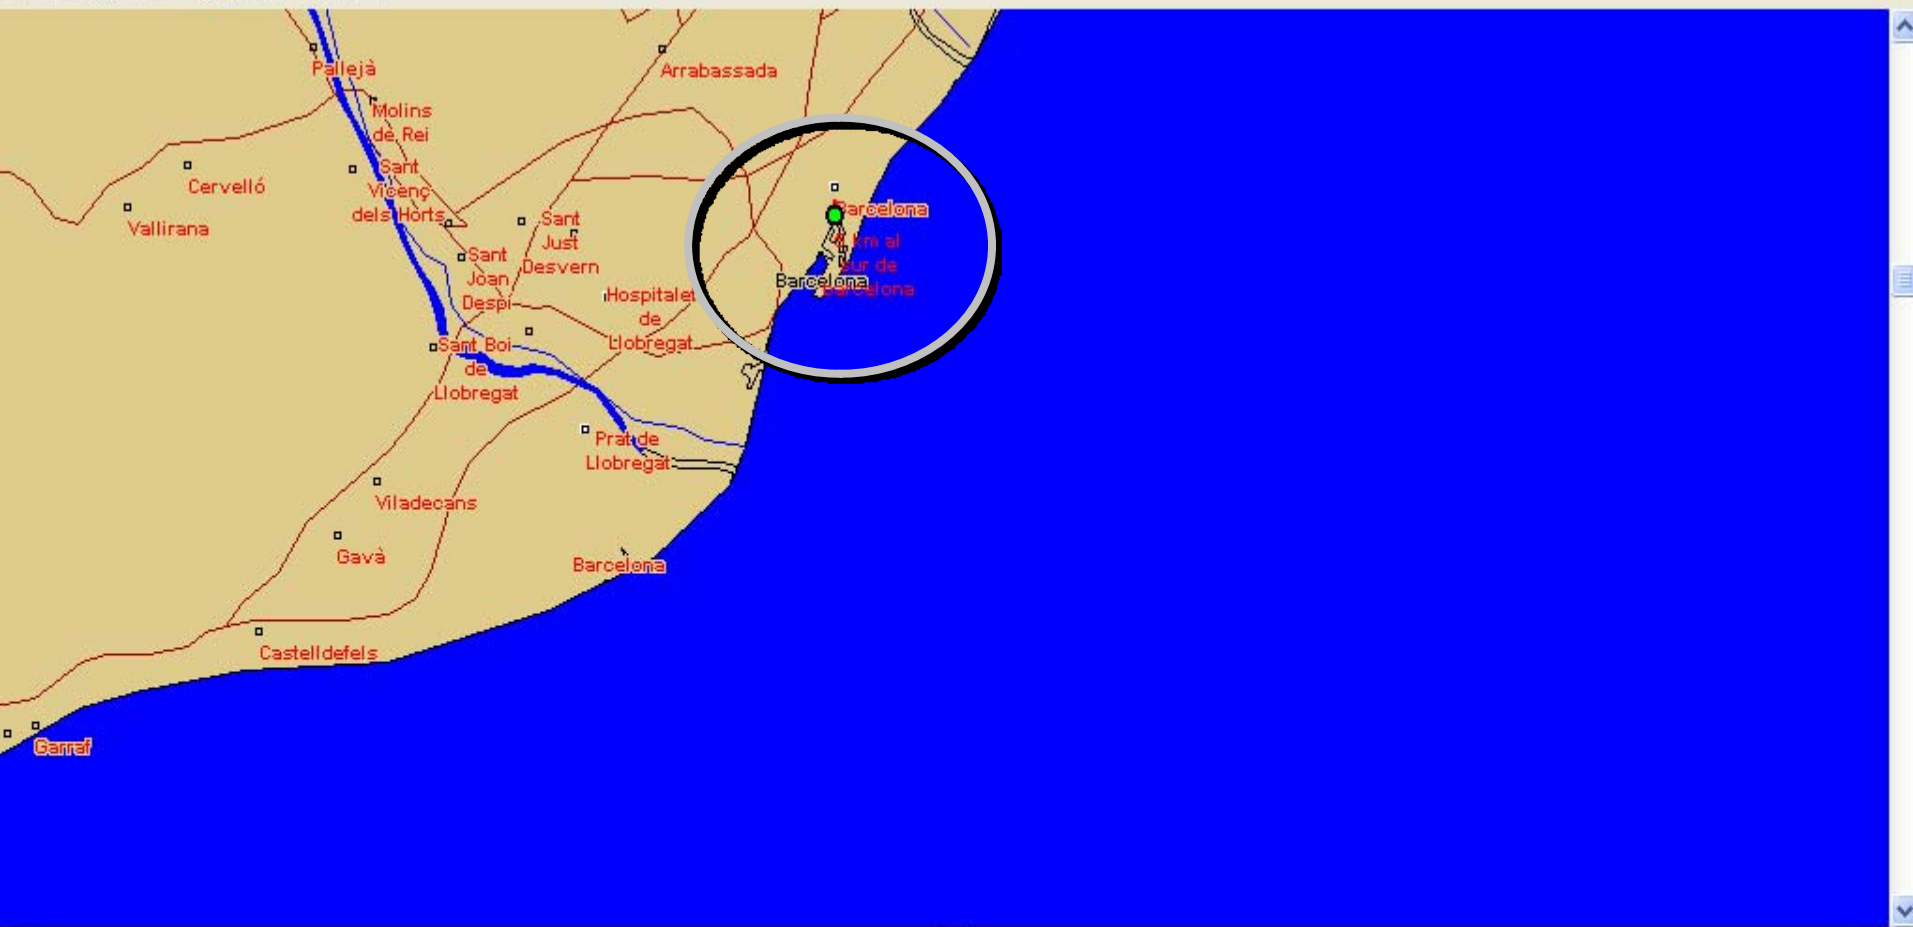 Pallejà
Arrabassada
Molins
de Rei
Sant
Vicenç
dels Horts
Cervelló
Vallirana
Sant
Just
Desvern
Sant
Joan
Despí
Hospitalet
de
Llobregat
Barcelona
km al
sur de
Barcelona
Barcelona
Sant Boi
de
Llobregat
Prat de
Llobregat
Viladecans
Gavà
Barcelona
Castelldefels
Garraf